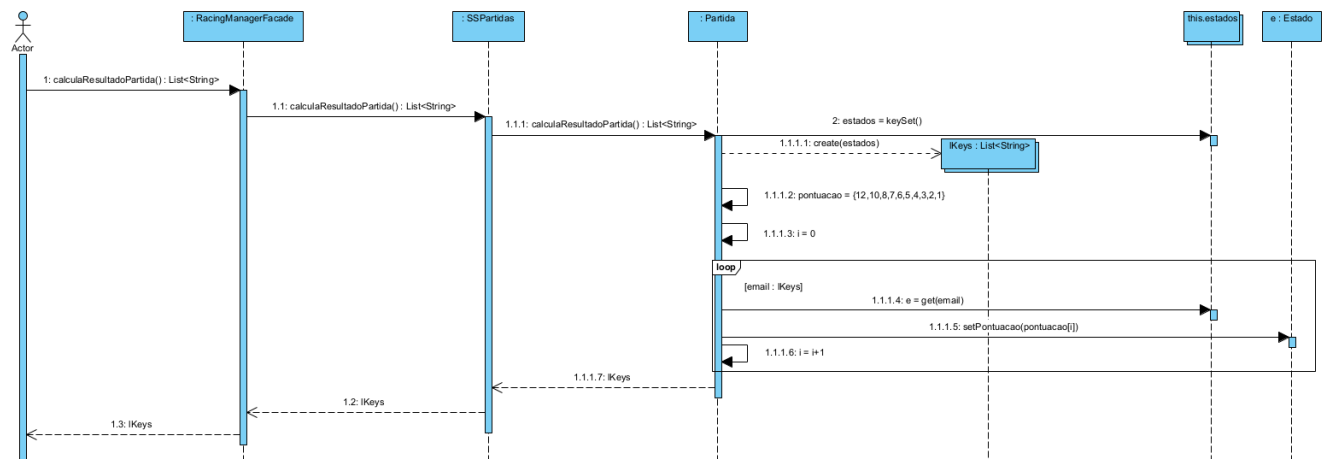 Actor
: RacingManagerFacade
: SSPartidas
: Partida
this.estados
e : Estado
1: calculaResultadoPartida() : List<String>
1.1: calculaResultadoPartida() : List<String>
1.1.1: calculaResultadoPartida() : List<String>
2: estados = keySet()
1.1.1.1: create(estados)
lKeys : List<String>
1.1.1.2: pontuacao = {12,10,8,7,6,5,4,3,2,1}
1.1.1.3: i = 0
loop
[email : lKeys]
1.1.1.4: e = get(email)
1.1.1.5: setPontuacao(pontuacao[i])
1.1.1.6: i = i+1
1.1.1.7: lKeys
1.2: lKeys
1.3: lKeys